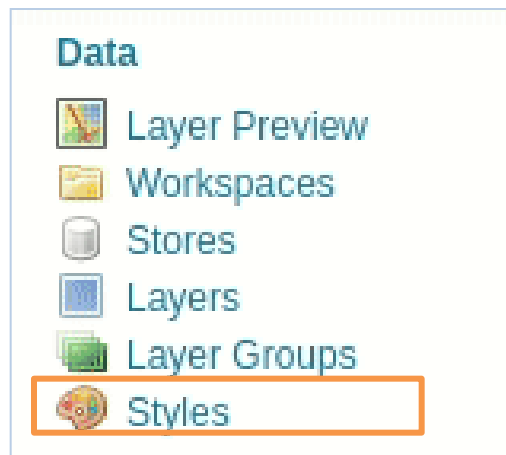 Data
Layer Preview
Workspaces
Stores
Layers
Layer Groups
Styles